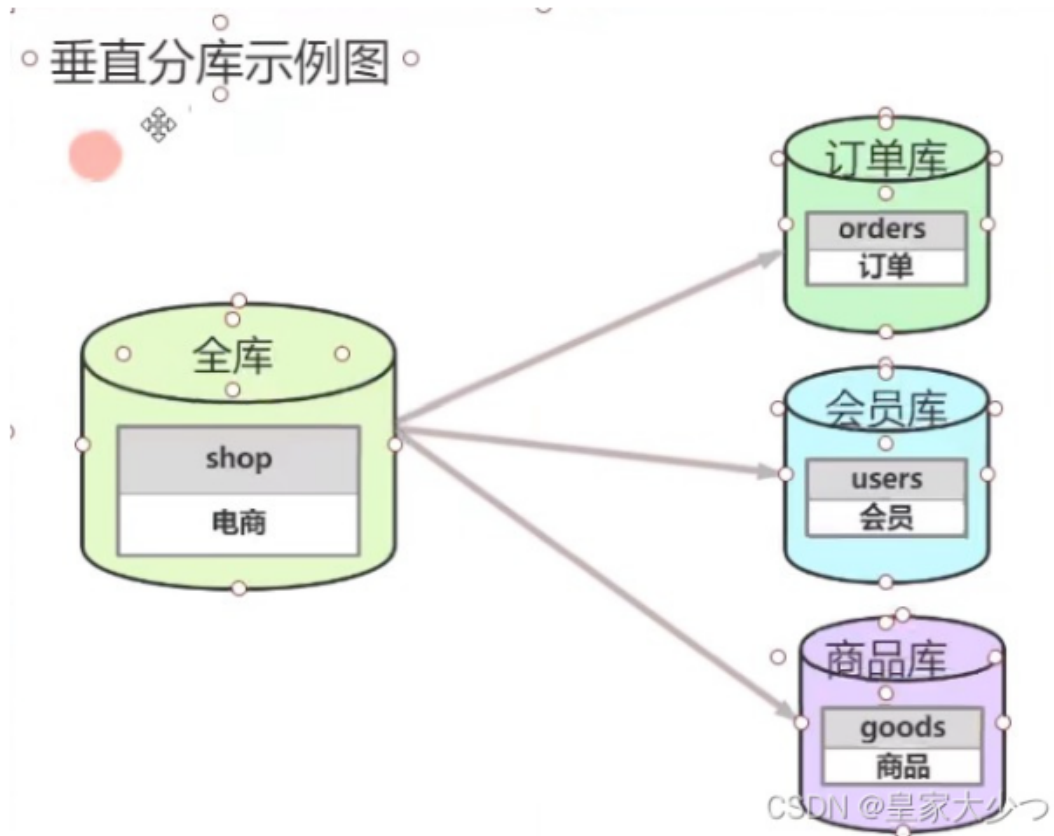 垂直分库示例图
全库
shop
电商
订单库
orders
订单
会员库
users
会员
商品库
goods
商品
CSDN @皇家大少つ